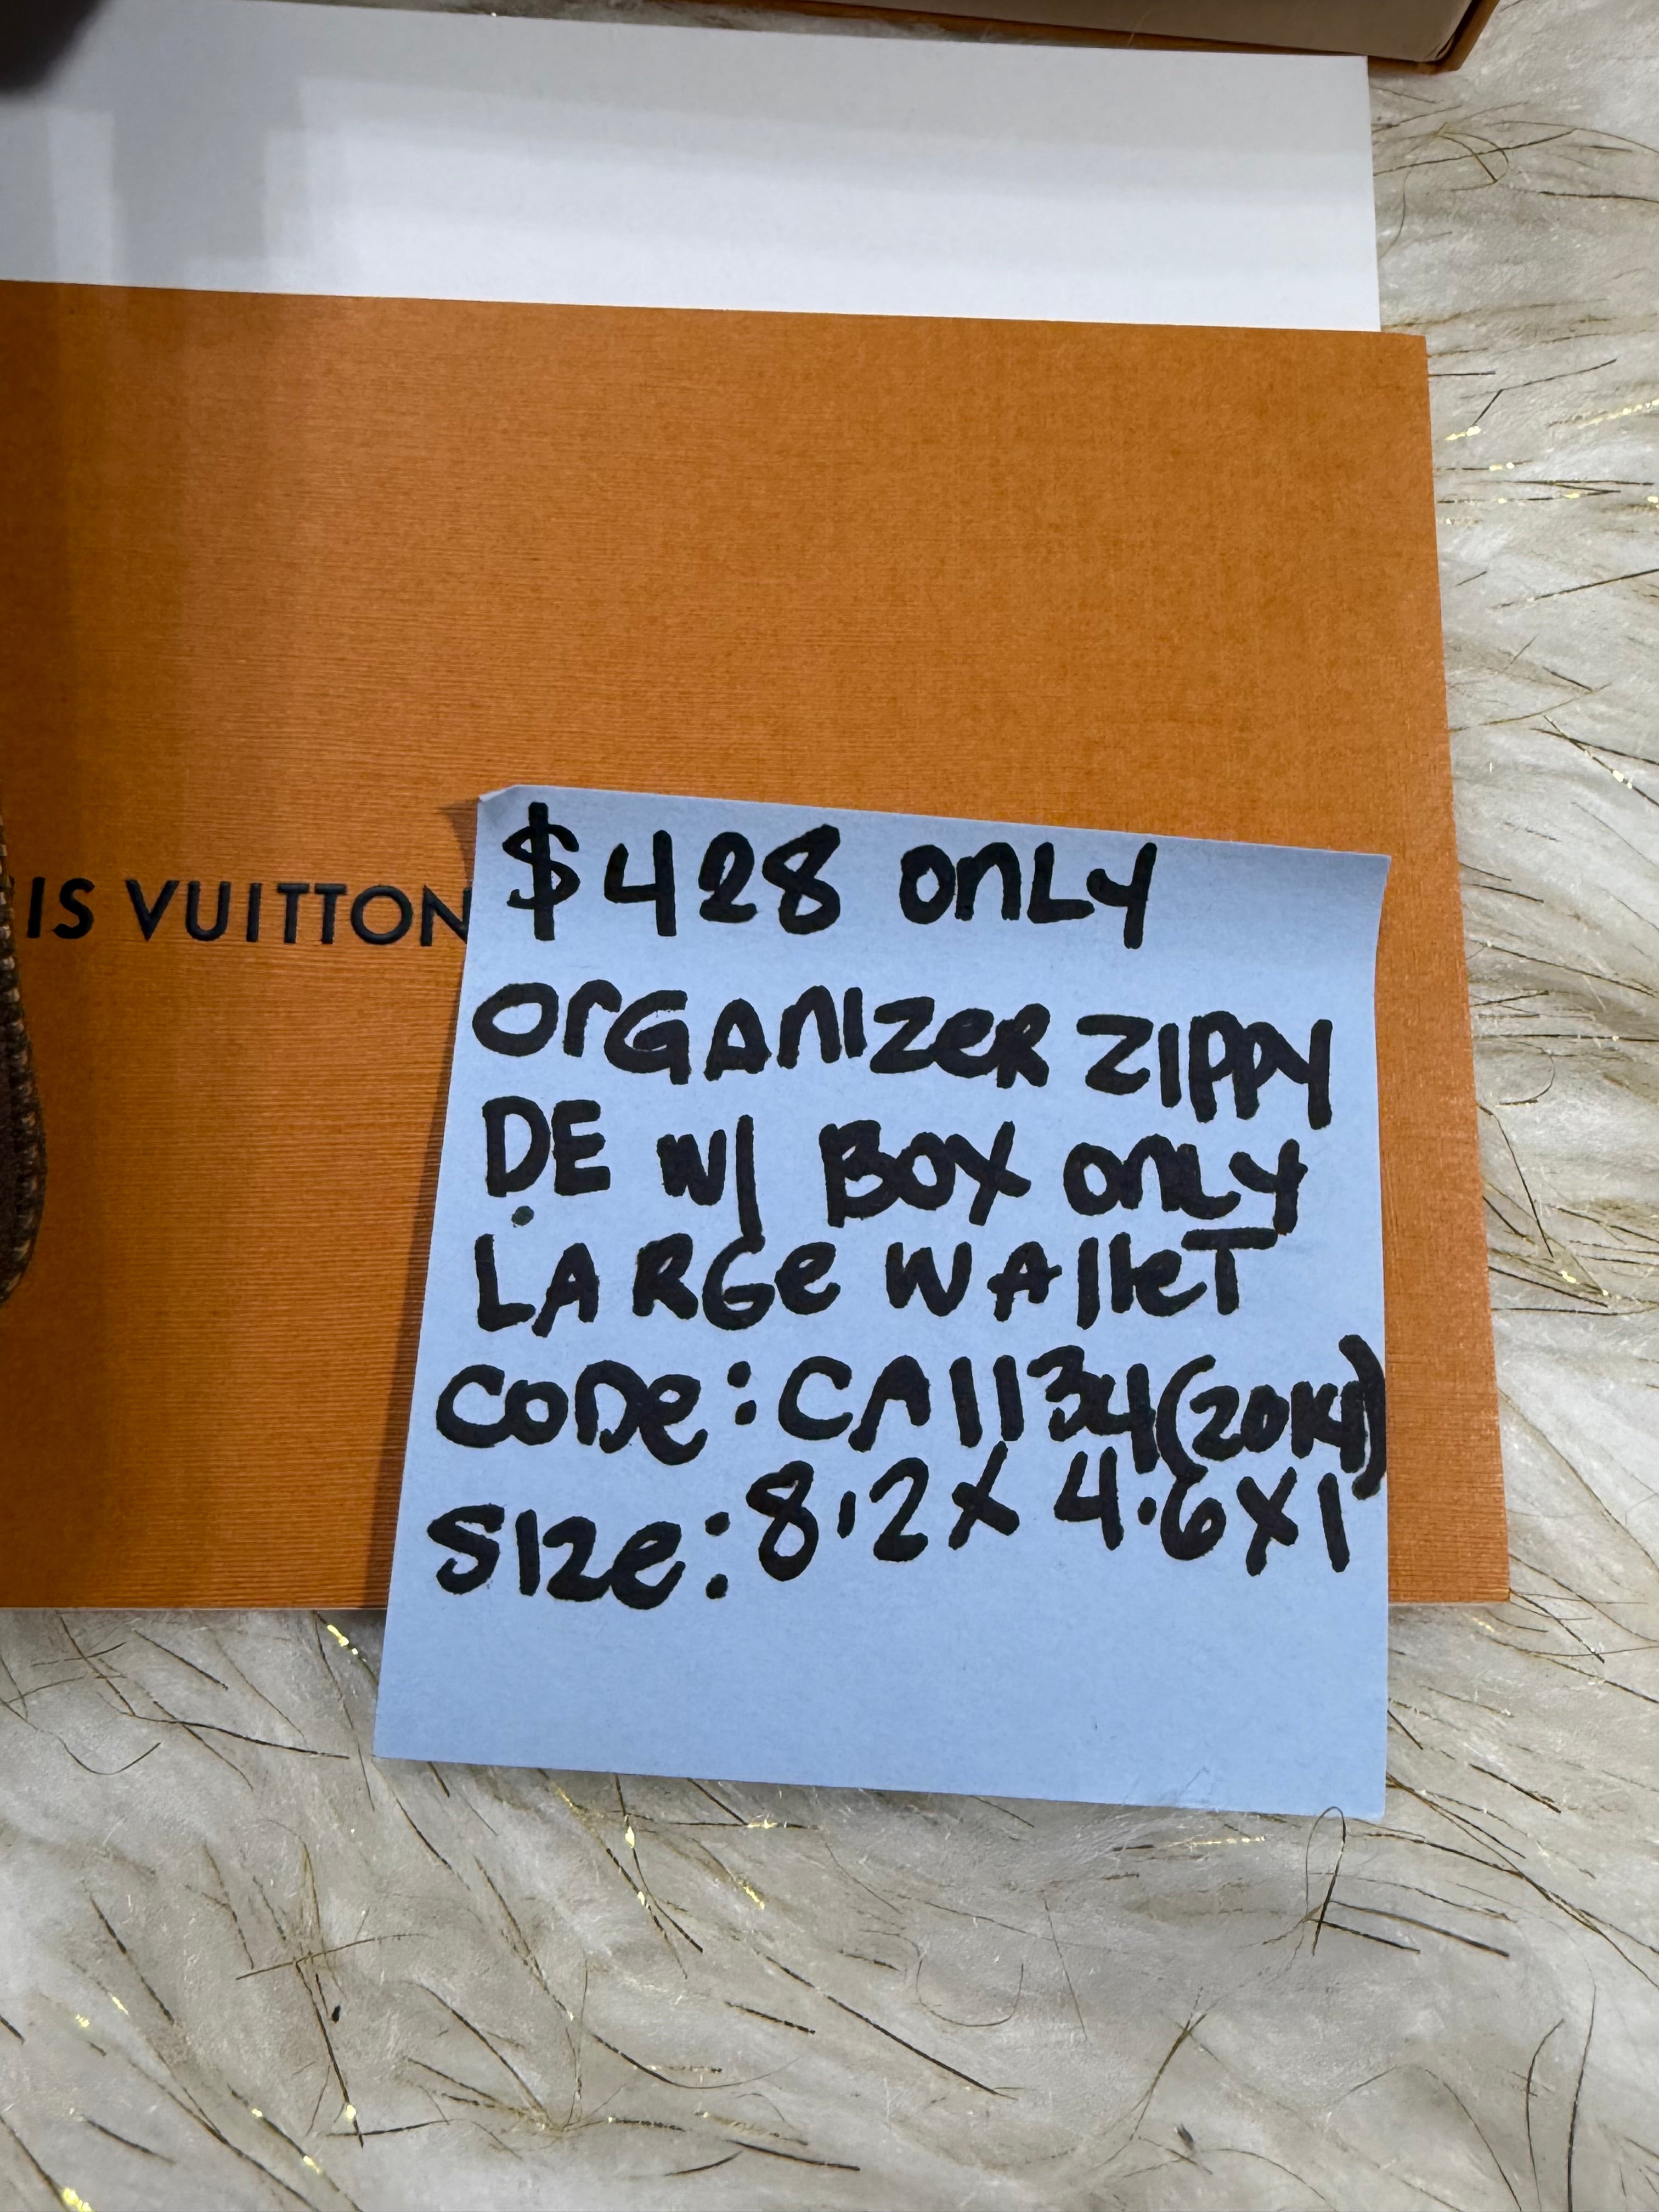 IS VUITTON
$428 ONLY
ORGANIZER ZIPPY
DE W/ BOX ONLY
LARGE WALLET
CODE: CA1134(2014)
SIZE: 8.2 X 4.6 X 1